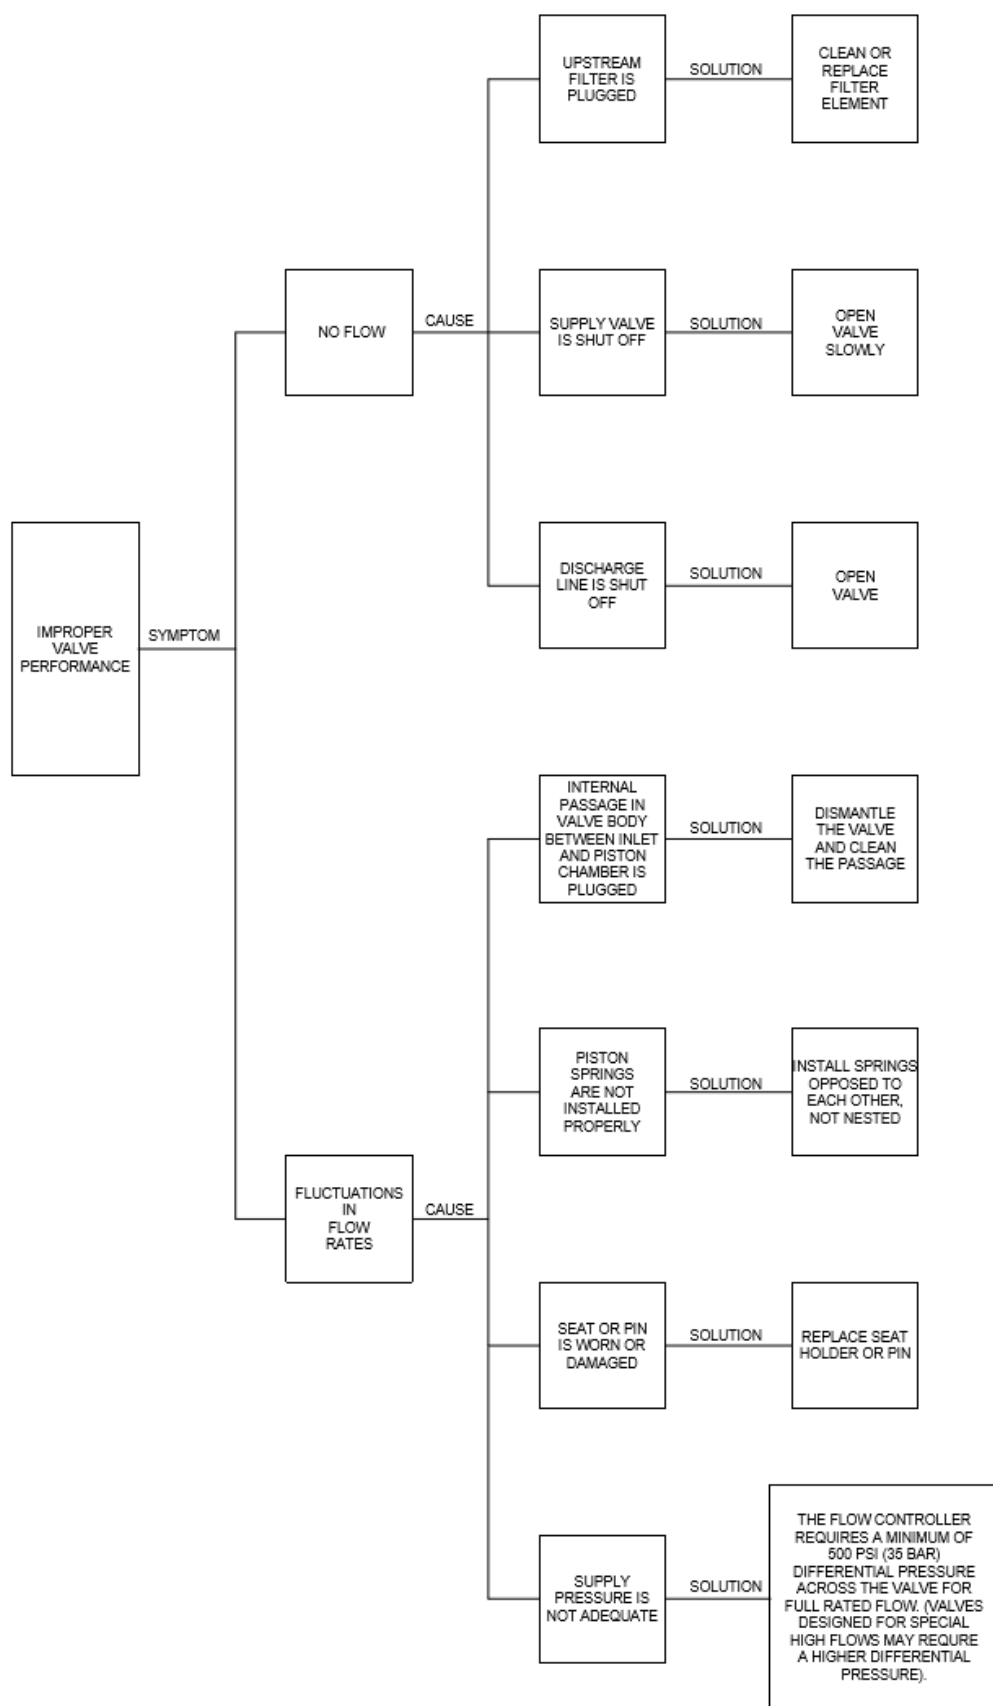 UPSTREAM
FILTER IS
PLUGGED
SOLUTION
CLEAN OR
REPLACE
FILTER
ELEMENT
NO FLOW
CAUSE
SUPPLY VALVE
IS SHUT OFF
SOLUTION
OPEN
VALVE
SLOWLY
DISCHARGE
LINE IS SHUT
OFF
SOLUTION
OPEN
VALVE
IMPROPER
VALVE
PERFORMANCE
SYMPTOM
INTERNAL
PASSAGE IN
VALVE BODY
BETWEEN INLET
AND PISTON
CHAMBER IS
PLUGGED
SOLUTION
DISMANTLE
THE VALVE
AND CLEAN
THE PASSAGE
PISTON
SPRINGS
ARE NOT
INSTALLED
PROPERLY
SOLUTION
INSTALL SPRINGS
OPPOSED TO
EACH OTHER,
NOT NESTED
FLUCTUATIONS
IN
FLOW
RATES
CAUSE
SEAT OR PIN
IS WORN OR
DAMAGED
SOLUTION
REPLACE SEAT
HOLDER OR PIN
SUPPLY
PRESSURE IS
NOT ADEQUATE
SOLUTION
THE FLOW CONTROLLER
REQUIRES A MINIMUM OF
500 PSI (35 BAR)
DIFFERENTIAL PRESSURE
ACROSS THE VALVE FOR
FULL RATED FLOW. (VALVES
DESIGNED FOR SPECIAL
HIGH FLOWS MAY REQURE
A HIGHER DIFFERENTIAL
PRESSURE).